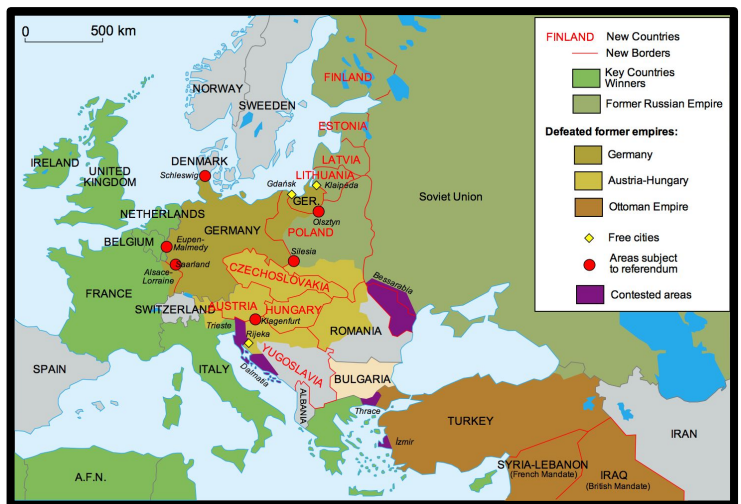 0 500 km
FINLAND New Countries
New Borders
Key Countries
Winners
Former Russian Empire
Defeated former empires:
Germany
Austria-Hungary
Ottoman Empire
Free cities
Areas subject
to referendum
Contested areas
NORWAY
SWEEDEN
FINLAND
ESTONIA
LATVIA
LITHUANIA
Klaipėda
DENMARK
Schleswig
Gdańsk
GER.
Olsztyn
Soviet Union
IRELAND
UNITED
KINGDOM
NETHERLANDS
BELGIUM
Eupen-
Malmedy
GERMANY
POLAND
Silesia
Saarland
Alsace-
Lorraine
FRANCE
CZECHOSLOVAKIA
Bessarabia
SWITZERLAND
AUSTRIA
HUNGARY
Klagenfurt
Trieste
Rijeka
ROMANIA
YUGOSLAVIA
Dalmatia
SPAIN
ITALY
BULGARIA
ALBANIA
Thrace
TURKEY
İzmir
IRAN
SYRIA-LEBANON
(French Mandate)
IRAQ
(British Mandate)
A.F.N.